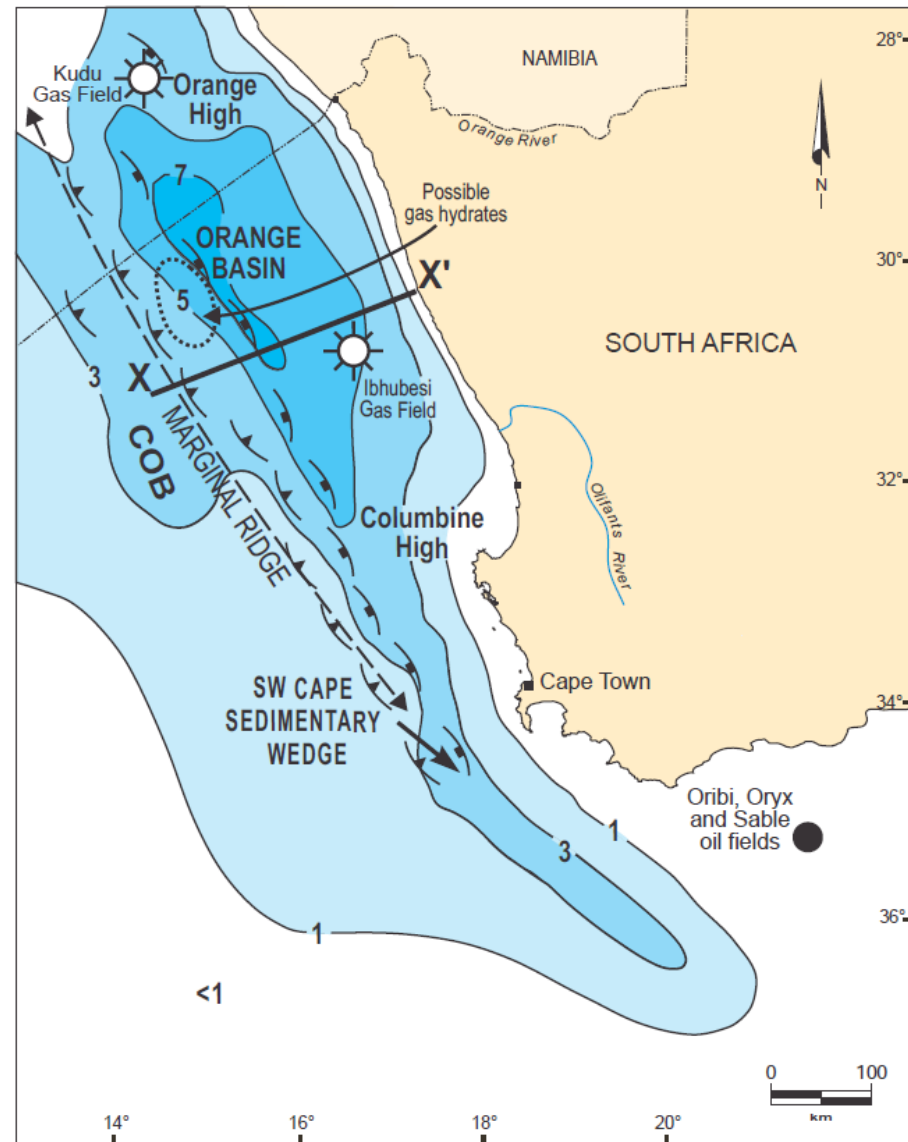 28°
NAMIBIA
Kudu
Gas Field
Orange
High
Orange River
N
7
Possible
gas hydrates
ORANGE
BASIN
30°
X'
5
SOUTH AFRICA
3
X
Ibhubesi
Gas Field
COB
MARGINAL RIDGE
32°
Olifants
River
Columbine
High
SW CAPE
SEDIMENTARY
WEDGE
Cape Town
34°
Oribi, Oryx
and Sable
oil fields
1
3
36°
1
<1
0 100
km
14° 16° 18° 20°